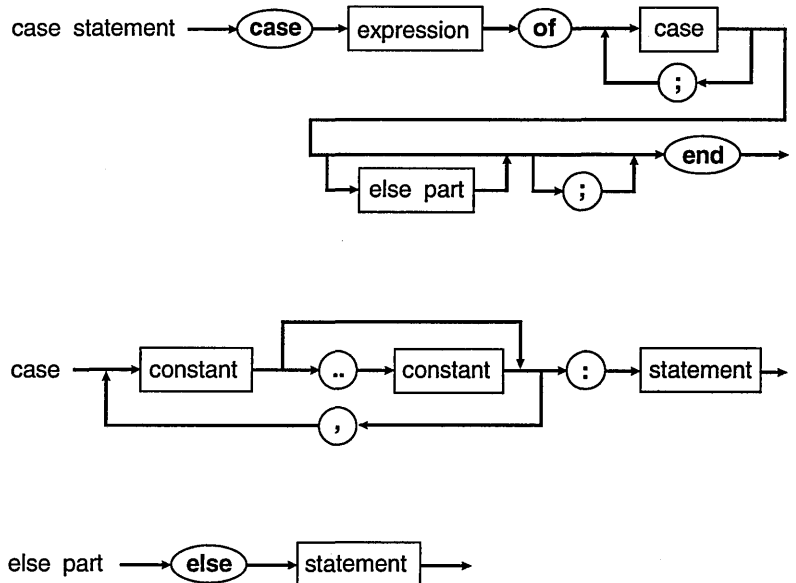 case statement case expression of case
;
end
else part ;
case constant .. constant : statement
,
else part else statement